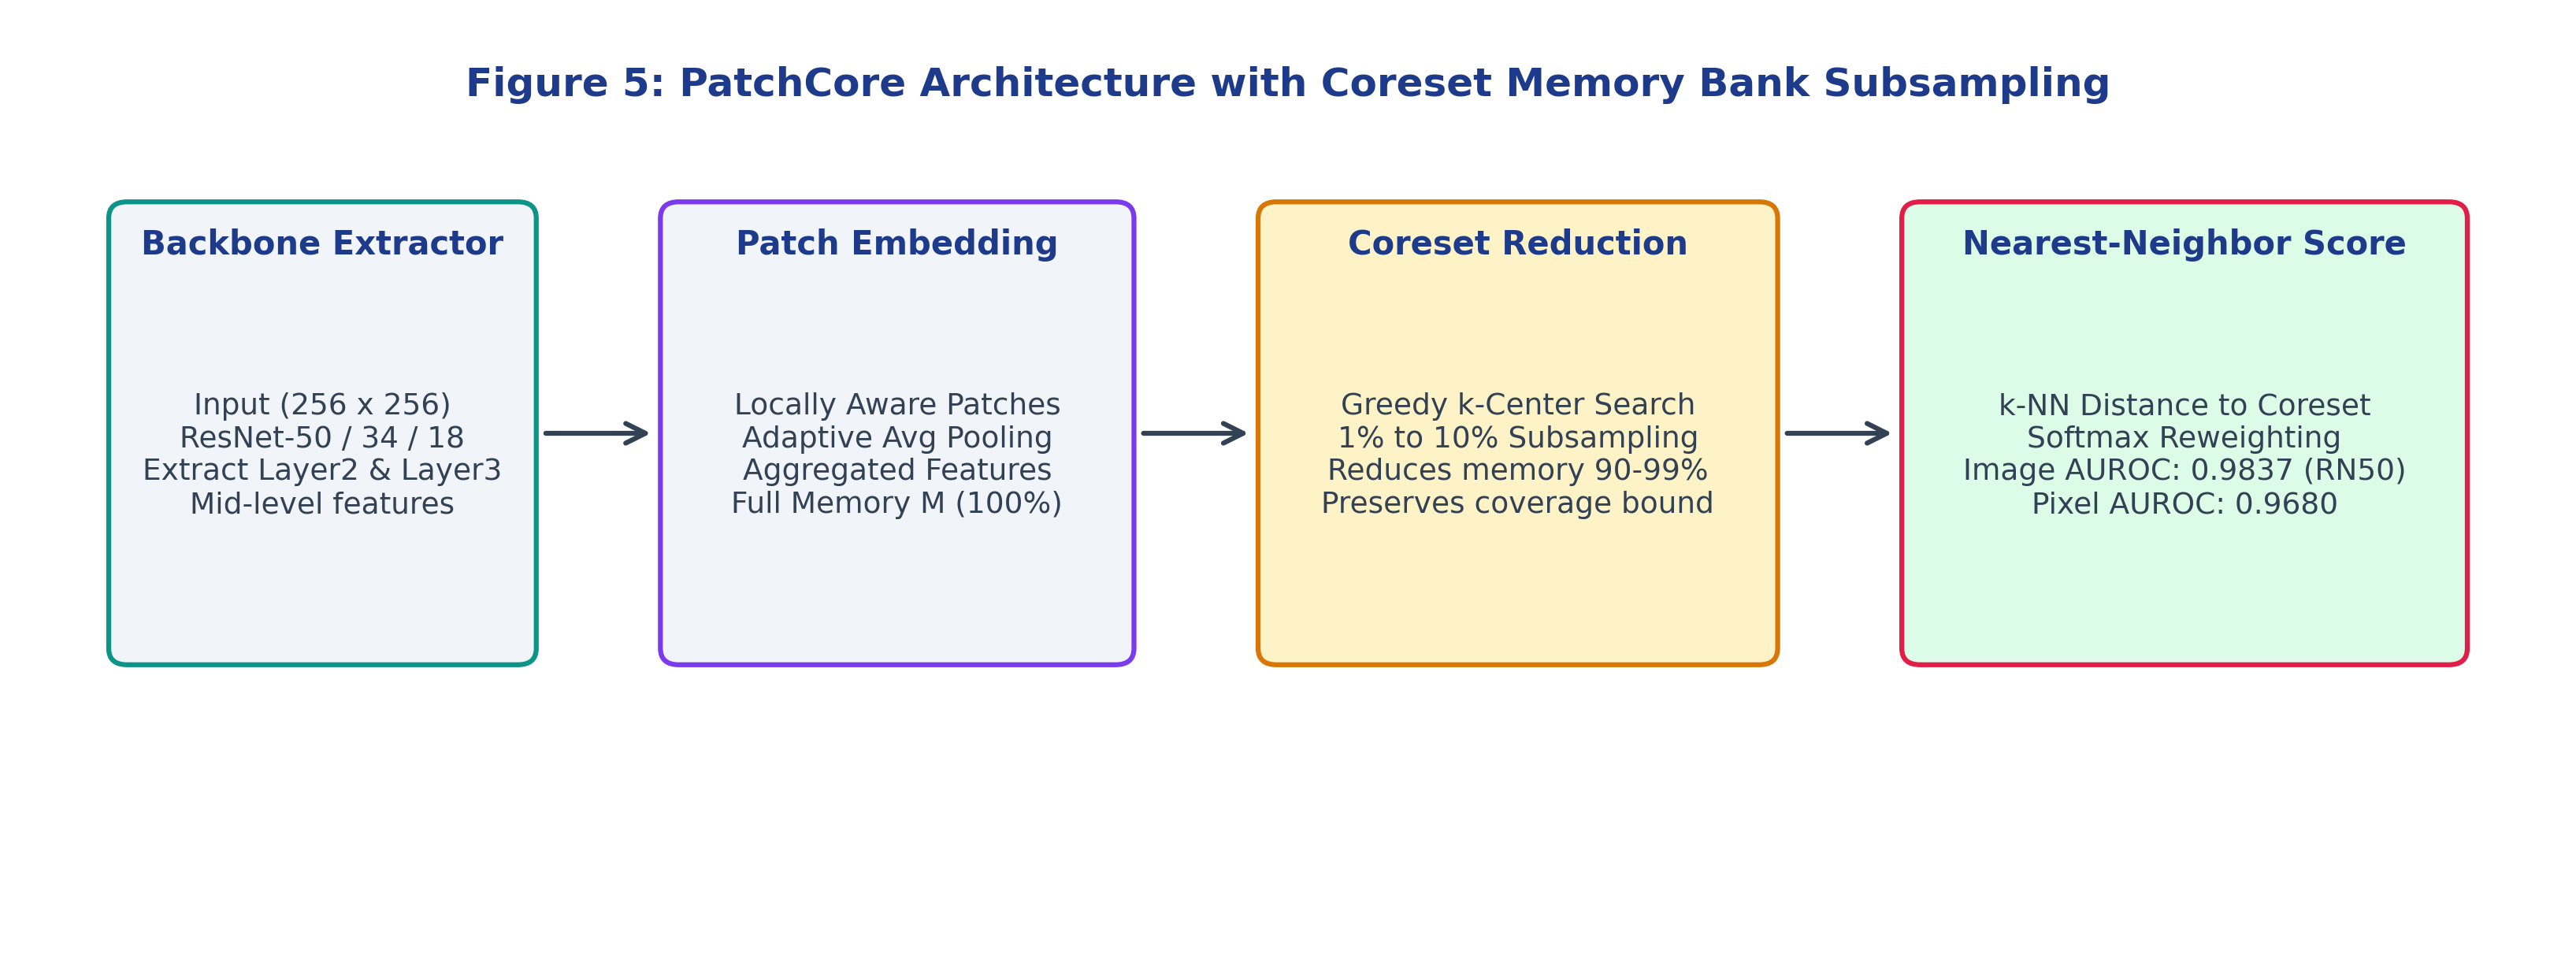 Figure 5: PatchCore Architecture with Coreset Memory Bank Subsampling
Backbone Extractor
Input (256 x 256)
ResNet-50 / 34 / 18
Extract Layer2 & Layer3
Mid-level features
Patch Embedding
Locally Aware Patches
Adaptive Avg Pooling
Aggregated Features
Full Memory M (100%)
Coreset Reduction
Greedy k-Center Search
1% to 10% Subsampling
Reduces memory 90-99%
Preserves coverage bound
Nearest-Neighbor Score
k-NN Distance to Coreset
Softmax Reweighting
Image AUROC: 0.9837 (RN50)
Pixel AUROC: 0.9680